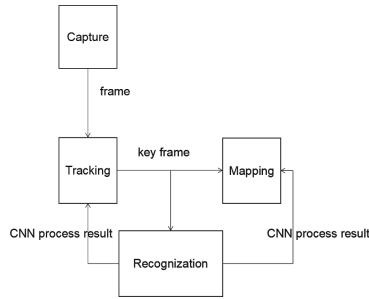 Capture
frame
key frame
Tracking
Mapping
CNN process result
CNN process result
Recognization